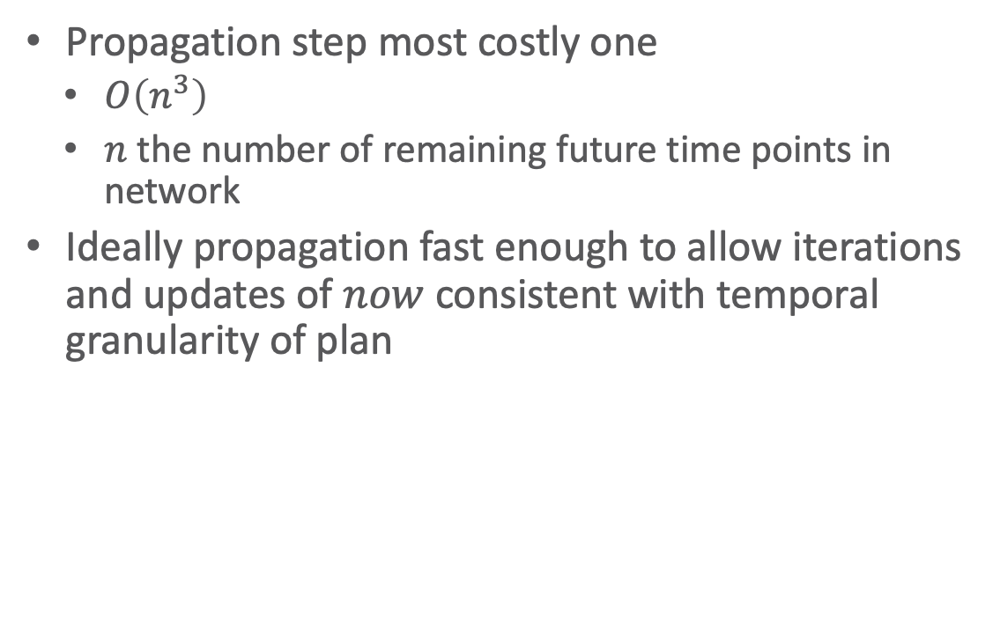 • Propagation step most costly one
• O(n³)
• n the number of remaining future time points in
network
• Ideally propagation fast enough to allow iterations
and updates of now consistent with temporal
granularity of plan